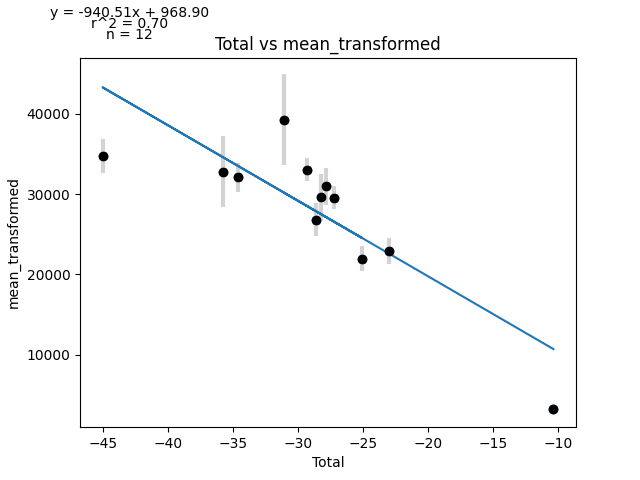 y = -940.51x + 968.90
r^2 = 0.70
n = 12
Total vs mean_transformed
mean_transformed
40000
30000
20000
10000
−45
−40
−35
−30
−25
−20
−15
−10
Total